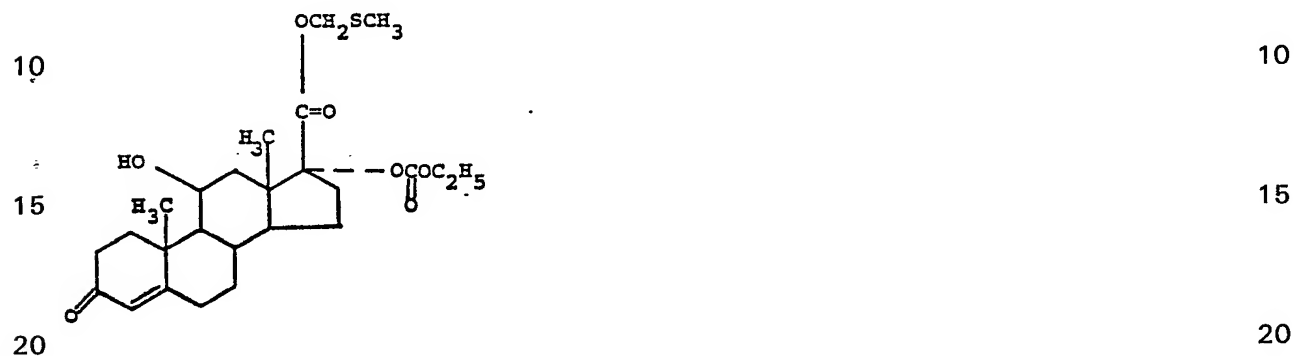 OCH2SCH3
10 10
C=O
H3C
HO OCOC2H5
O
15 H3C 15
O
20 20